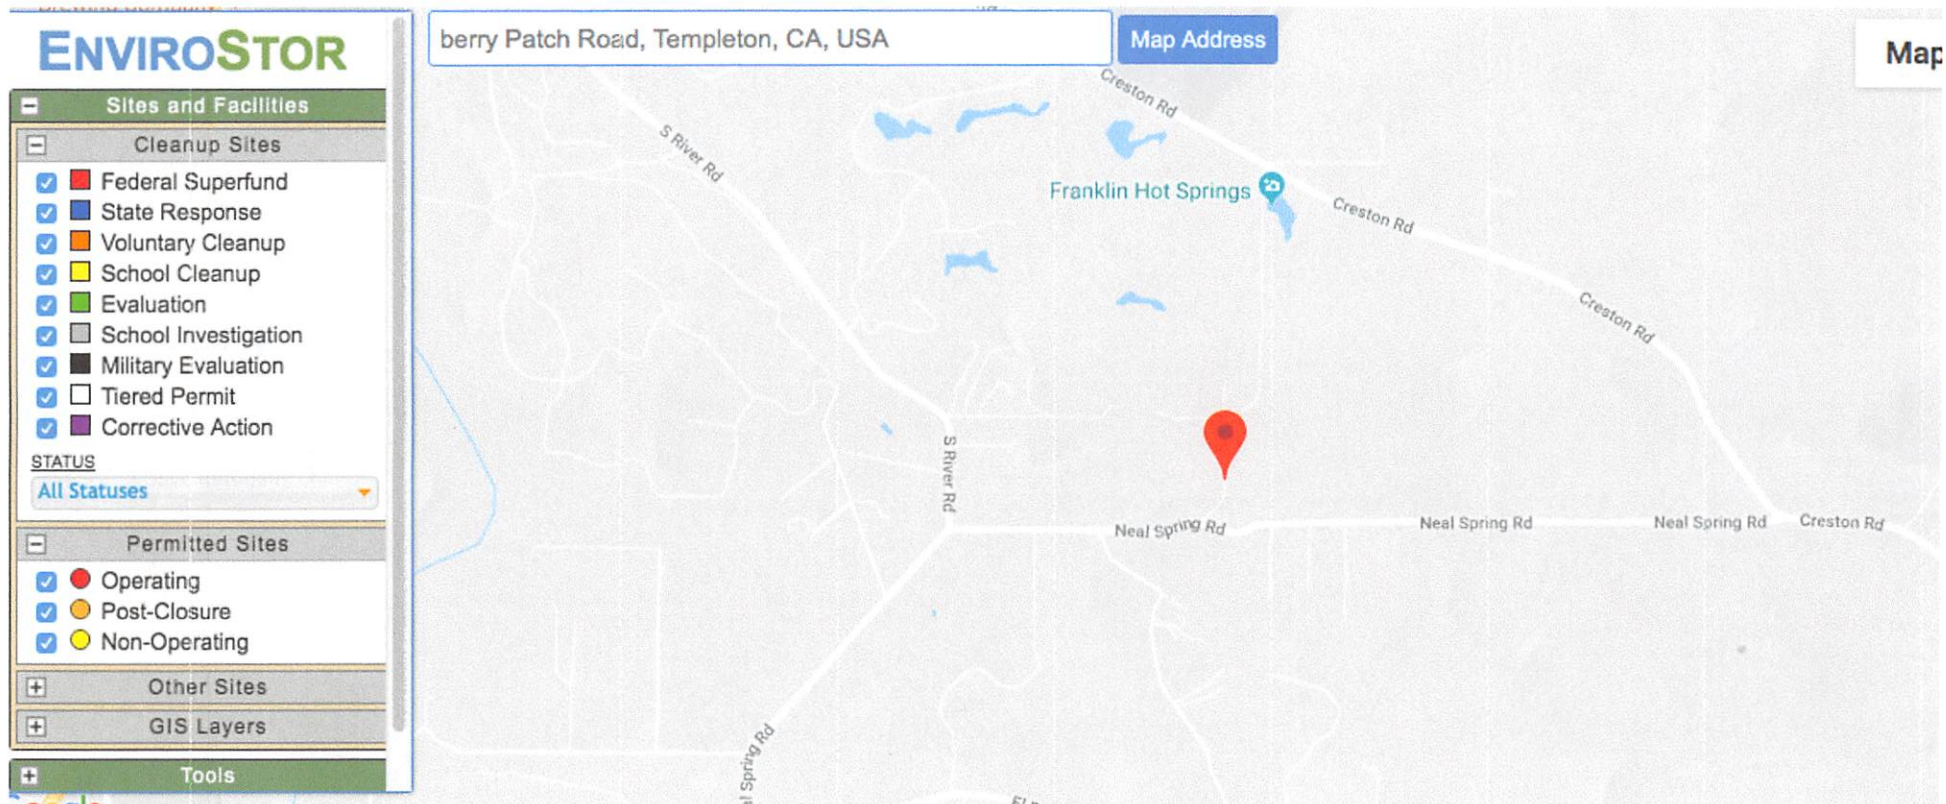 ENVIROSTOR
Sites and Facilities
Cleanup Sites
Federal Superfund
State Response
Voluntary Cleanup
School Cleanup
Evaluation
School Investigation
Military Evaluation
Tiered Permit
Corrective Action
STATUS
All Statuses
Permitted Sites
Operating
Post-Closure
Non-Operating
Other Sites
GIS Layers
Tools
berry Patch Road, Templeton, CA, USA
Map Address
Map
Creston Rd
S River Rd
Franklin Hot Springs
Creston Rd
Creston Rd
S River Rd
Neal Spring Rd
Neal Spring Rd
Neal Spring Rd
Creston Rd
l Spring Rd